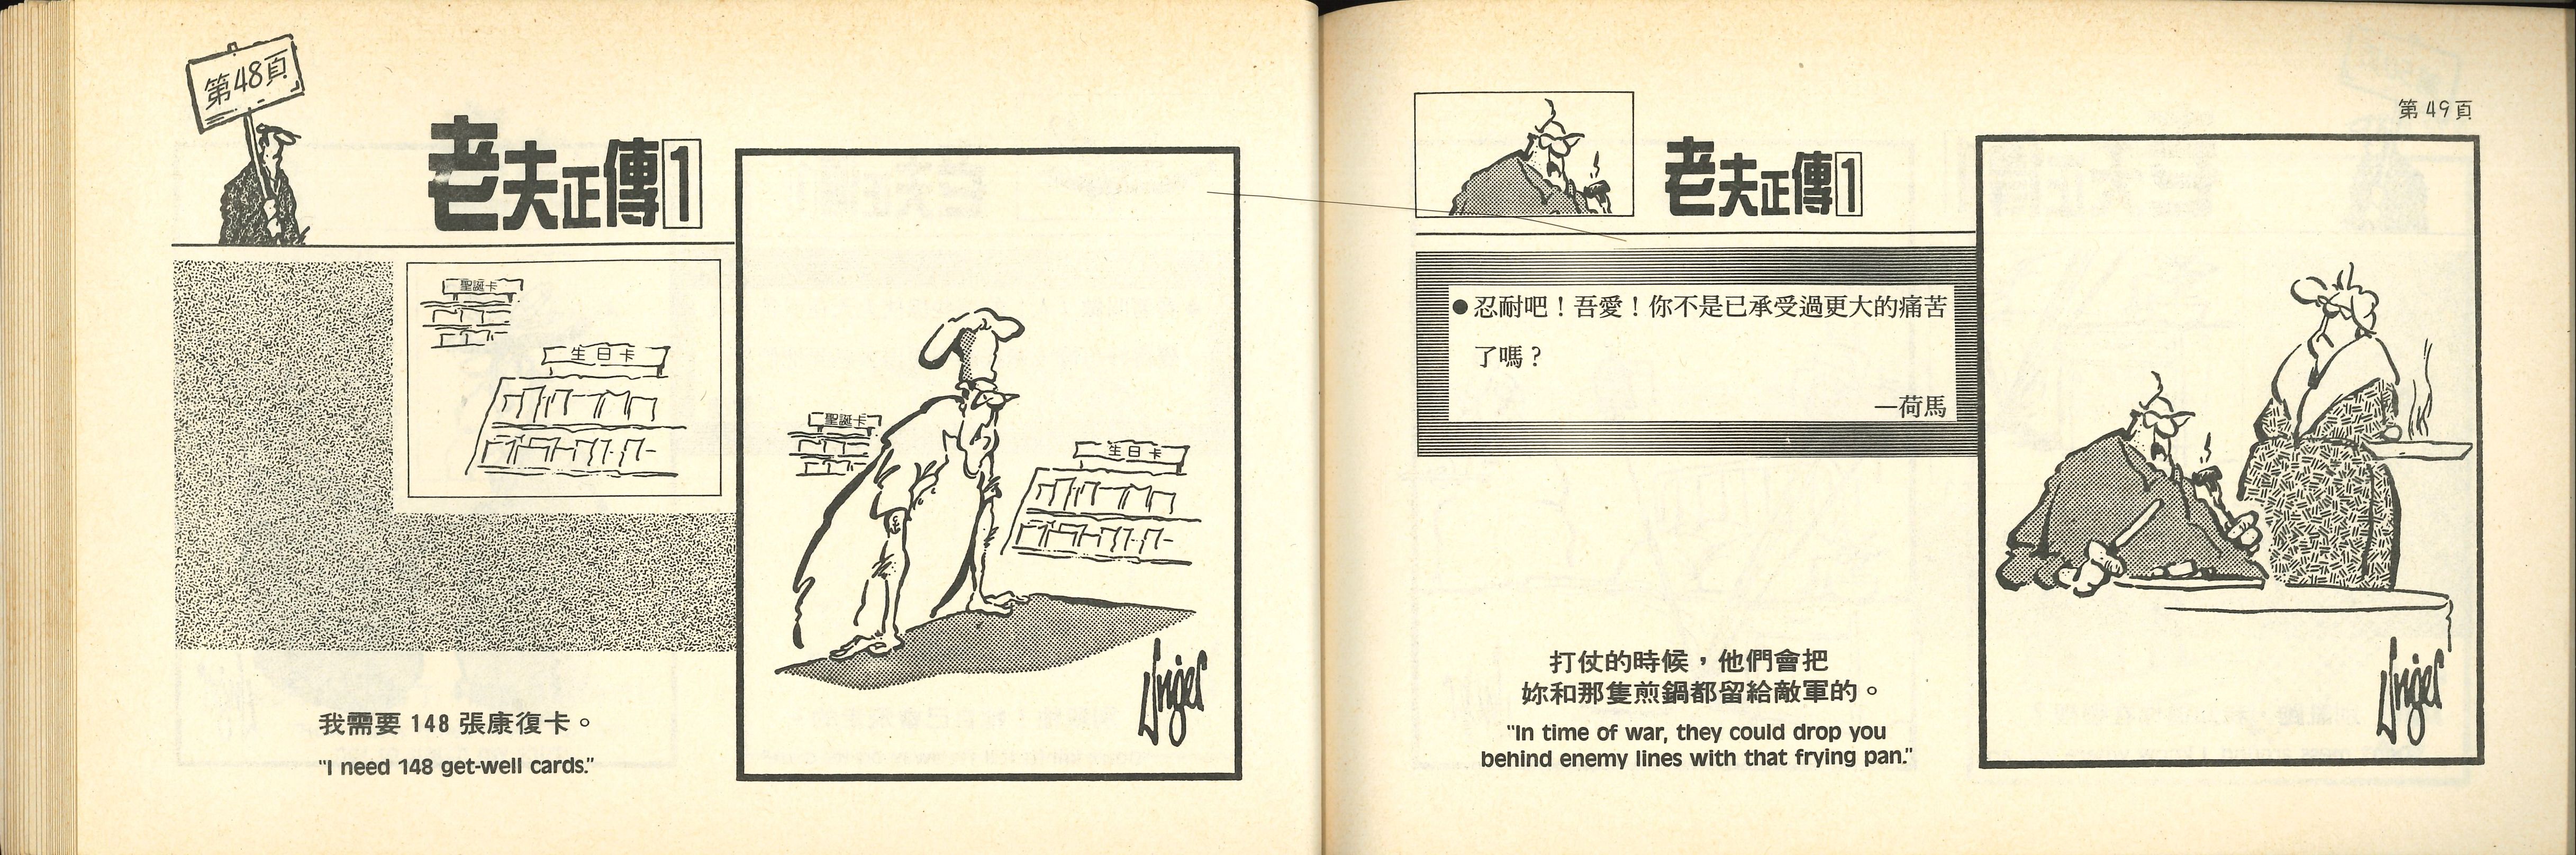 第48頁
老夫正傳1
聖誕卡
生日卡
聖誕卡
生日卡
我需要 148 張康復卡。
"I need 148 get-well cards."
Unger
第49頁
老夫正傳1
●忍耐吧！吾愛！你不是已承受過更大的痛苦
了嗎？
—荷馬
打仗的時候，他們會把
妳和那隻煎鍋都留給敵軍的。
"In time of war, they could drop you
behind enemy lines with that frying pan."
Unger